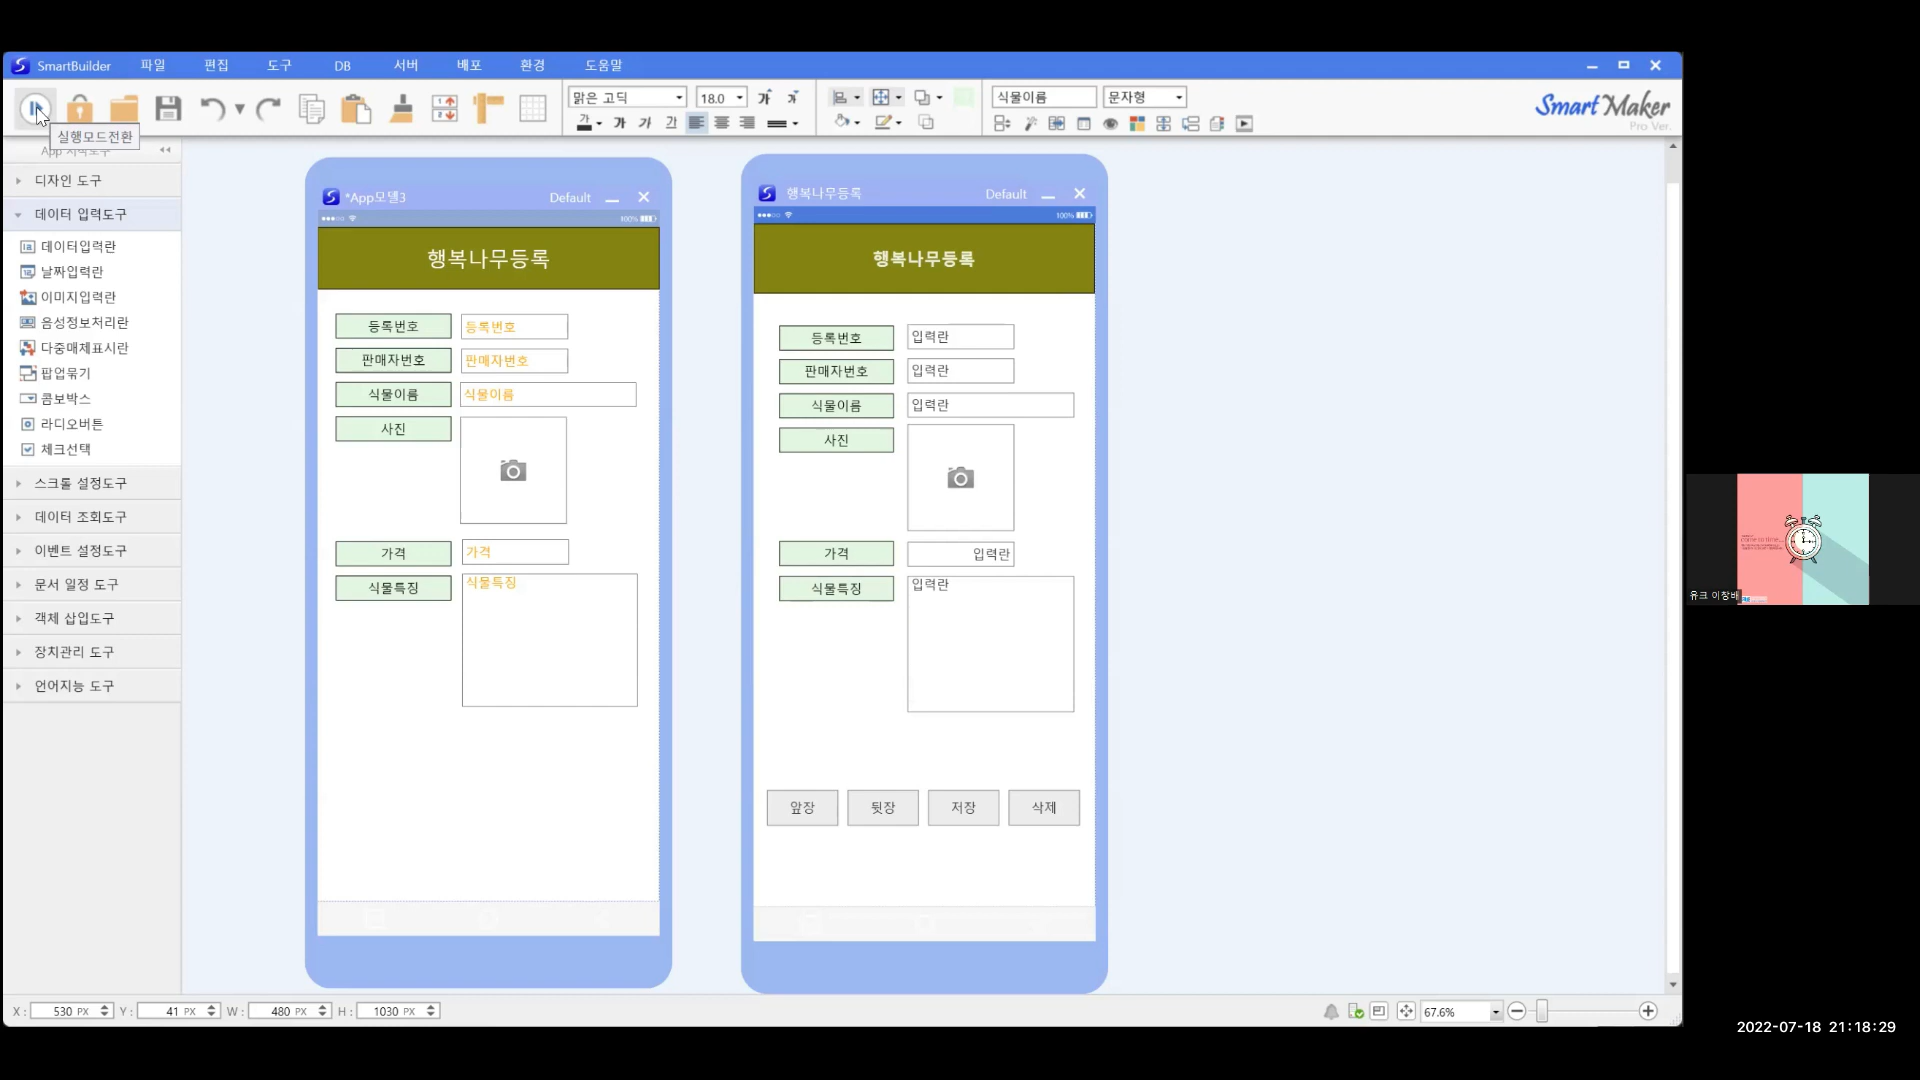 SmartBuilder 파일 편집 도구 DB 서버 배포 환경 도움말
맑은 고딕 18.0 가 가 식물이름 문자형
가 가 가 가
SmartMaker
Pro Ver.
실행모드전환
디자인 도구
데이터 입력도구
데이터입력란
날짜입력란
이미지입력란
음성정보처리란
다중매체표시란
팝업묶기
콤보박스
라디오버튼
체크선택
스크롤 설정도구
데이터 조회도구
이벤트 설정도구
문서 일정 도구
객체 삽입도구
장치관리 도구
언어지능 도구
*App모델3 Default
100%
행복나무등록
등록번호 등록번호
판매자번호 판매자번호
식물이름 식물이름
사진
가격 가격
식물특징 식물특징
행복나무등록 Default
100%
행복나무등록
등록번호 입력란
판매자번호 입력란
식물이름 입력란
사진
가격 입력란
식물특징 입력란
앞장 뒷장 저장 삭제
X : 530 PX Y : 41 PX W : 480 PX H : 1030 PX 67.6%
유크 이창배
2022-07-18 21:18:29